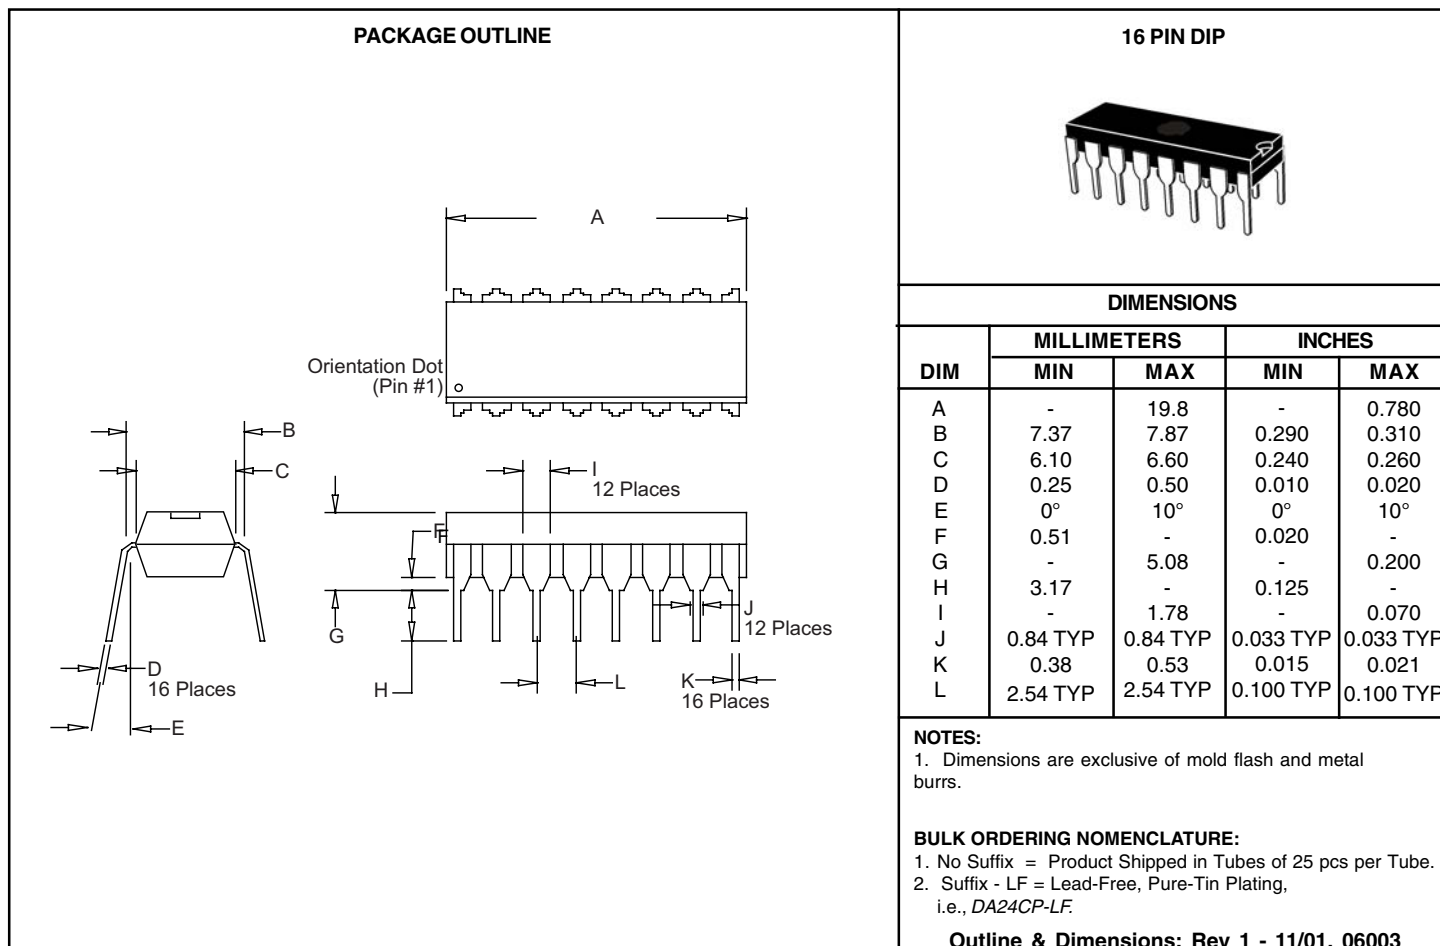 PACKAGE OUTLINE
A
Orientation Dot
(Pin #1)
B
C
I
12 Places
F
F
G
J
12 Places
D
16 Places
H
L
K
16 Places
E
16 PIN DIP
DIMENSIONS
MILLIMETERS INCHES
DIM MIN MAX MIN MAX
A - 19.8 - 0.780
B 7.37 7.87 0.290 0.310
C 6.10 6.60 0.240 0.260
D 0.25 0.50 0.010 0.020
E 0° 10° 0° 10°
F 0.51 - 0.020 -
G - 5.08 - 0.200
H 3.17 - 0.125 -
I - 1.78 - 0.070
J 0.84 TYP 0.84 TYP 0.033 TYP 0.033 TYP
K 0.38 0.53 0.015 0.021
L 2.54 TYP 2.54 TYP 0.100 TYP 0.100 TYP
NOTES:
1. Dimensions are exclusive of mold flash and metal
burrs.
BULK ORDERING NOMENCLATURE:
1. No Suffix = Product Shipped in Tubes of 25 pcs per Tube.
2. Suffix - LF = Lead-Free, Pure-Tin Plating,
i.e., DA24CP-LF.
Outline & Dimensions: Rev 1 - 11/01, 06003